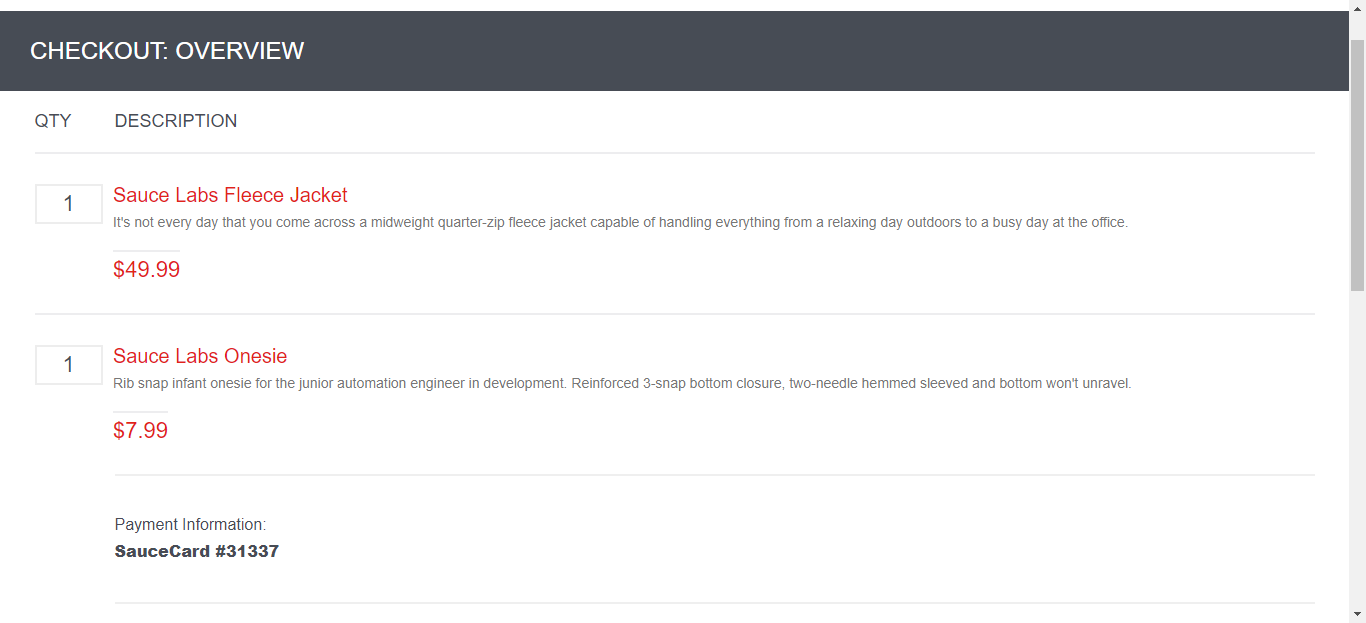 CHECKOUT: OVERVIEW
QTY DESCRIPTION
1 Sauce Labs Fleece Jacket
It's not every day that you come across a midweight quarter-zip fleece jacket capable of handling everything from a relaxing day outdoors to a busy day at the office.
$49.99
1 Sauce Labs Onesie
Rib snap infant onesie for the junior automation engineer in development. Reinforced 3-snap bottom closure, two-needle hemmed sleeved and bottom won't unravel.
$7.99
Payment Information:
SauceCard #31337